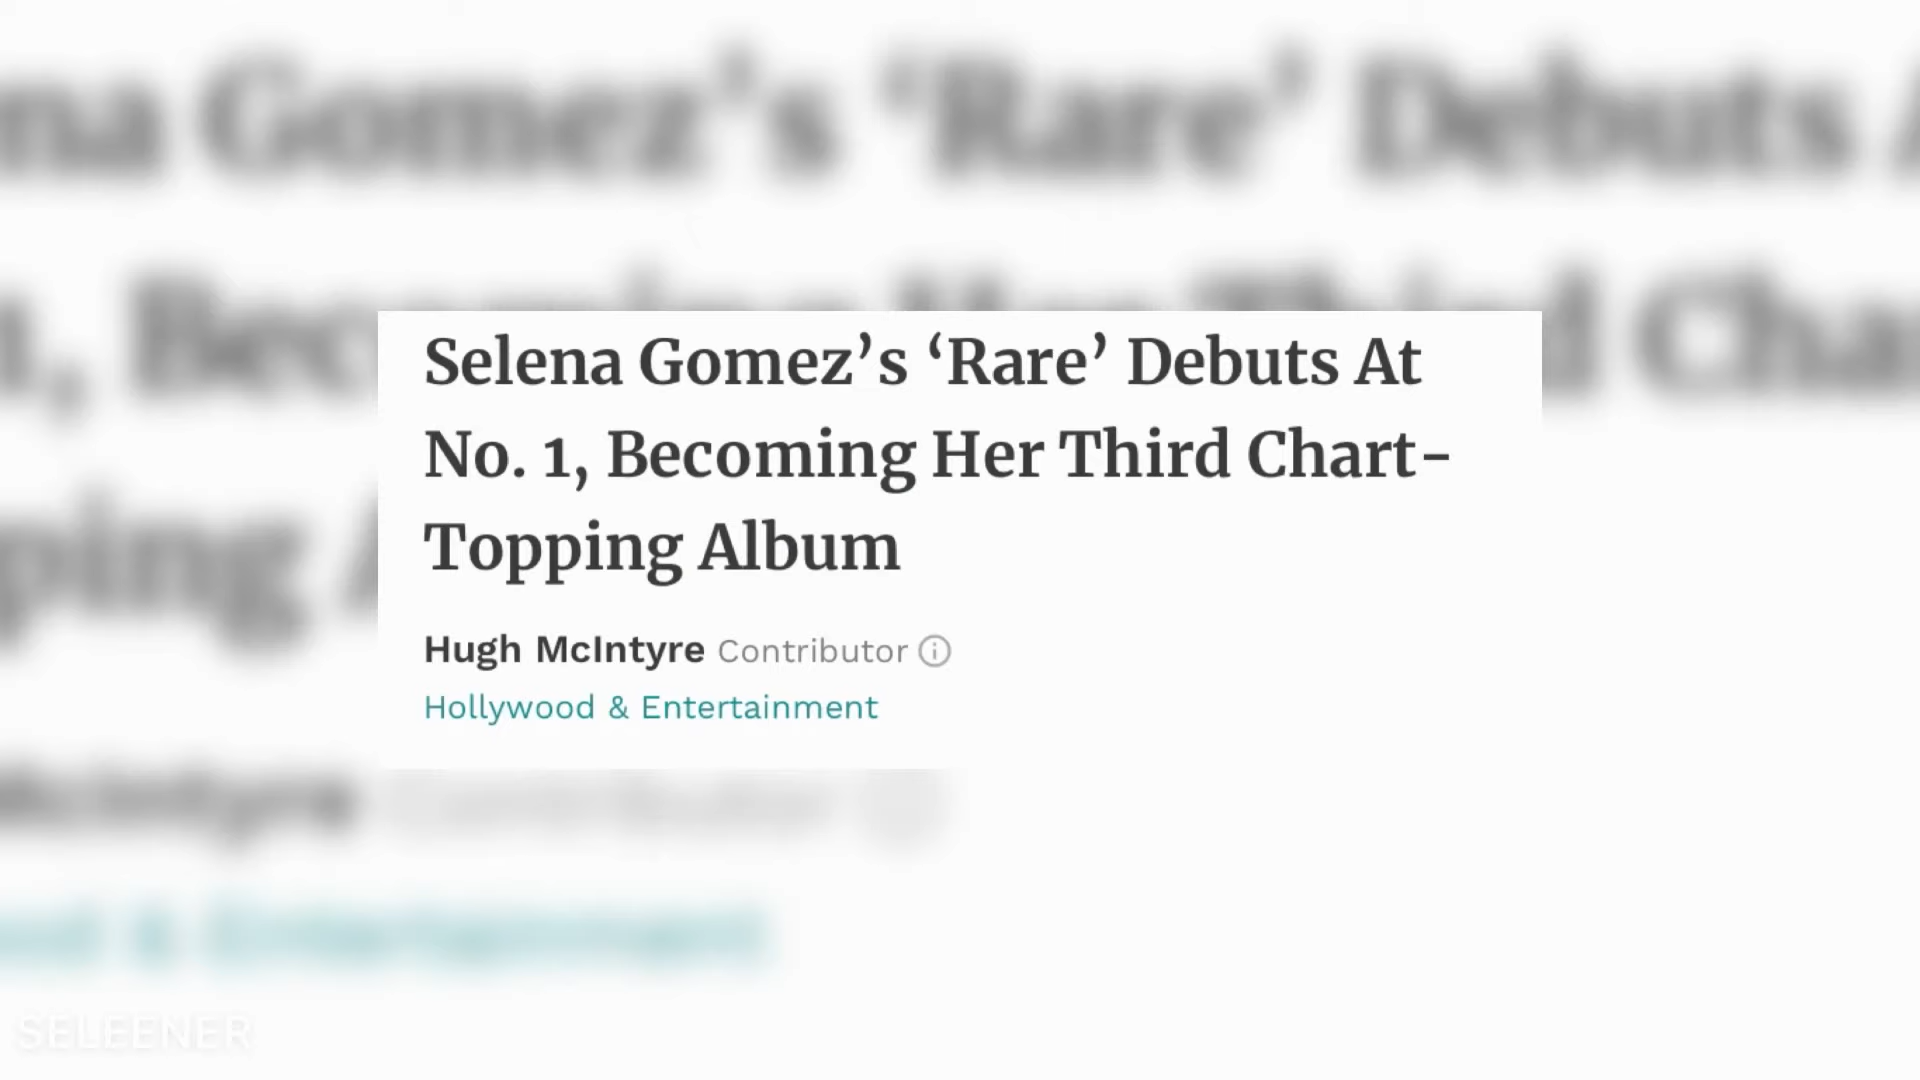 Selena Gomez’s ‘Rare’ Debuts At
No. 1, Becoming Her Third Chart-
Topping Album
Hugh McIntyre Contributor
Hollywood & Entertainment
SELEENER